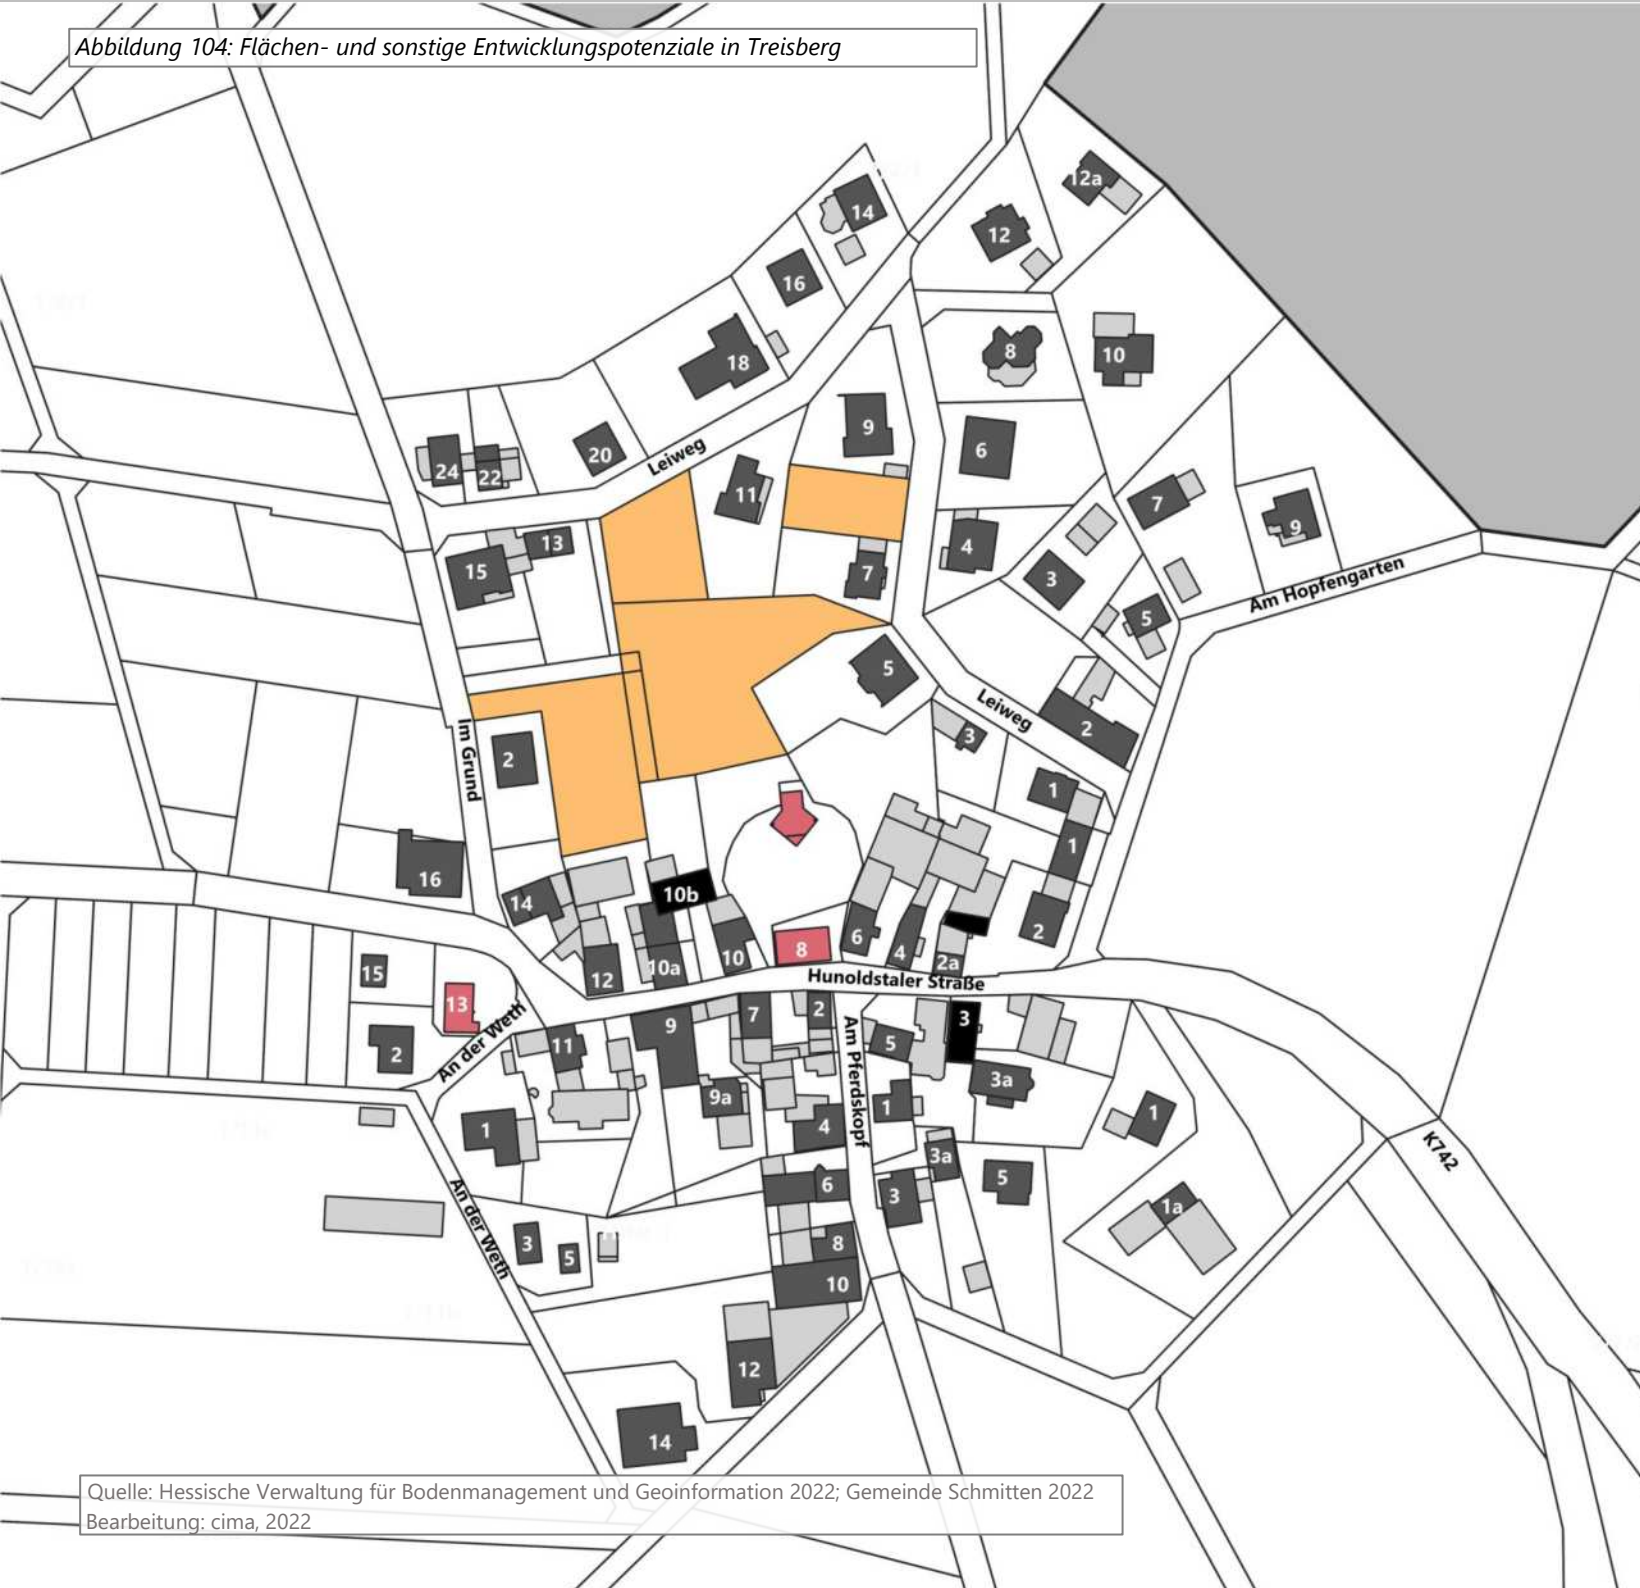 Abbildung 104: Flächen- und sonstige Entwicklungspotenziale in Treisberg
12a
14
12
16
8
10
18
9
6
20
Leiweg
24
22
11
7
9
13
4
15
7
3
Am Hopfengarten
5
5
Leiweg
2
3
Im Grund
2
1
1
16
10b
14
2
6
8
4
10
2a
10a
12
15
Hunoldstaler Straße
13
An der Weth
2
7
9
3
Am Pferdskopf
5
11
2
3a
9a
1
1
4
1
3a
K742
5
6
3
1a
An der Weth
3
5
8
10
12
14
Quelle: Hessische Verwaltung für Bodenmanagement und Geoinformation 2022; Gemeinde Schmitten 2022
Bearbeitung: cima, 2022